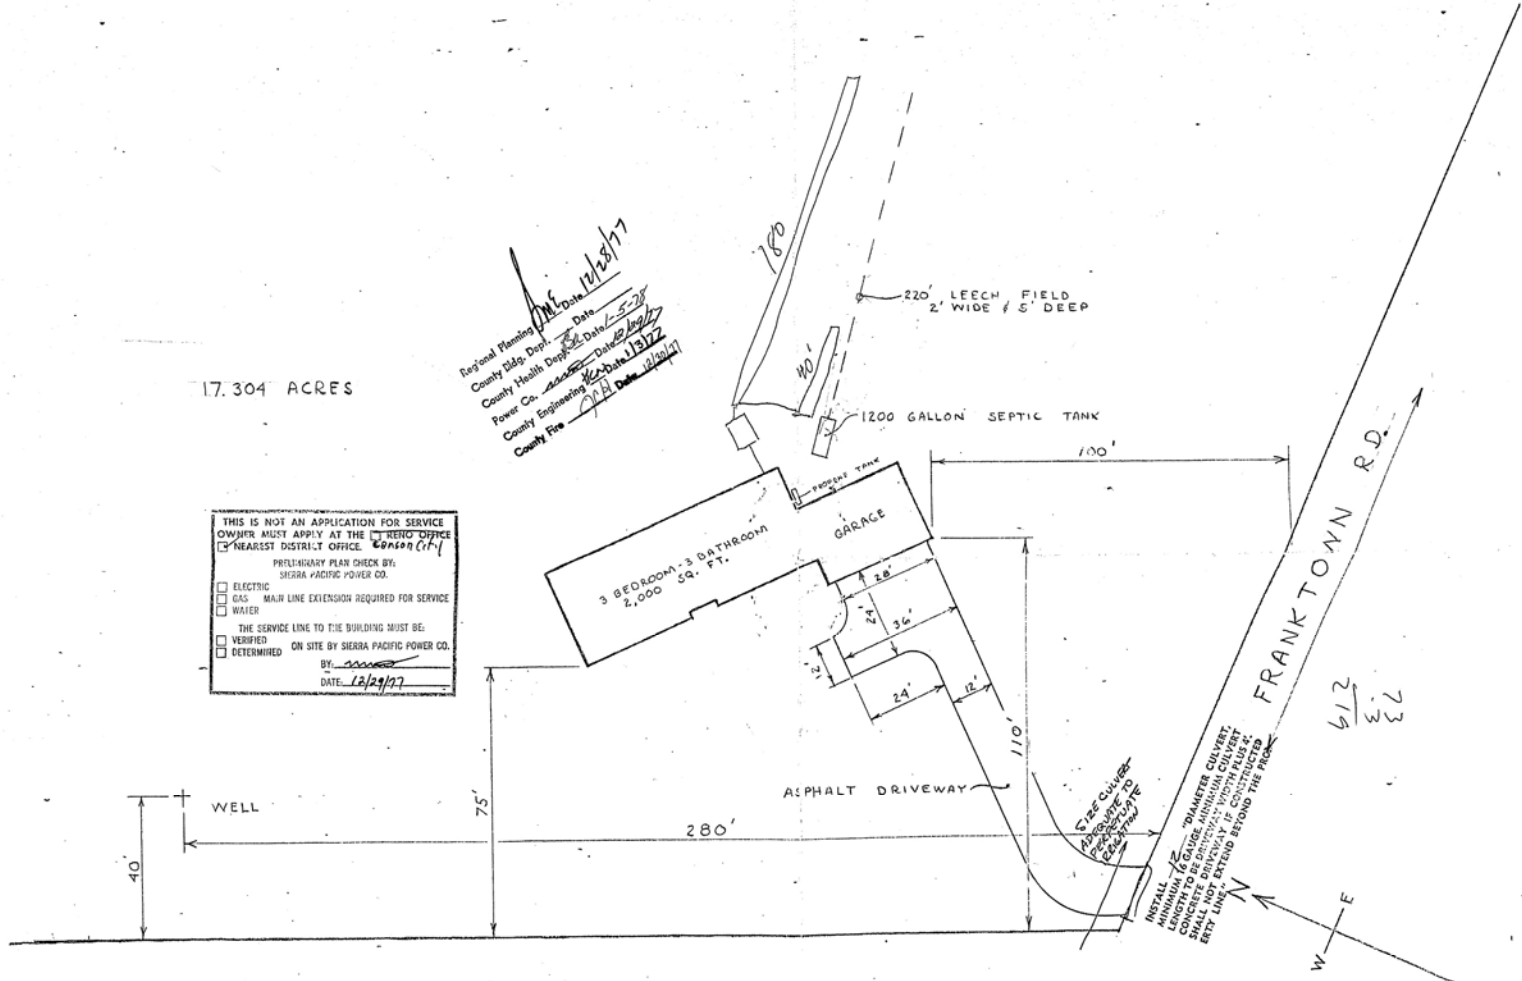 180
220' LEECH FIELD
2' WIDE & 5' DEEP
Regional Planning Date 12/28/77
County Bldg. Dept. Date
County Health Dept. Date 1-5-78
Power Co. Date 12/29/77
County Engineering Date 1/3/77
County Fire Date 12/30/77
17.304 ACRES
40'
1200 GALLON SEPTIC TANK
100'
PROPANE TANK
GARAGE
3 BEDROOM - 3 BATHROOM
2,000 SQ. FT.
THIS IS NOT AN APPLICATION FOR SERVICE
OWNER MUST APPLY AT THE RENO OFFICE
NEAREST DISTRICT OFFICE. Carson City
PRELIMINARY PLAN CHECK BY:
SIERRA PACIFIC POWER CO.
ELECTRIC
GAS MAIN LINE EXTENSION REQUIRED FOR SERVICE
WATER
THE SERVICE LINE TO THE BUILDING MUST BE:
VERIFIED
DETERMINED ON SITE BY SIERRA PACIFIC POWER CO.
BY:
DATE: 12/29/77
28'
24'
36'
12'
24'
12'
110'
FRANKTOWN RD.
ASPHALT DRIVEWAY
75'
WELL
280'
40'
SIZE CULVERT
ADEQUATE TO
PERPETUATE
IRRIGATION
INSTALL 12 "DIAMETER CULVERT,
MINIMUM 16 GAUGE. MINIMUM CULVERT
LENGTH TO BE DRIVEWAY WIDTH PLUS 4'.
CONCRETE DRIVEWAY IF CONSTRUCTED
SHALL NOT EXTEND BEYOND THE PROP-
ERTY LINE."
N
E
W